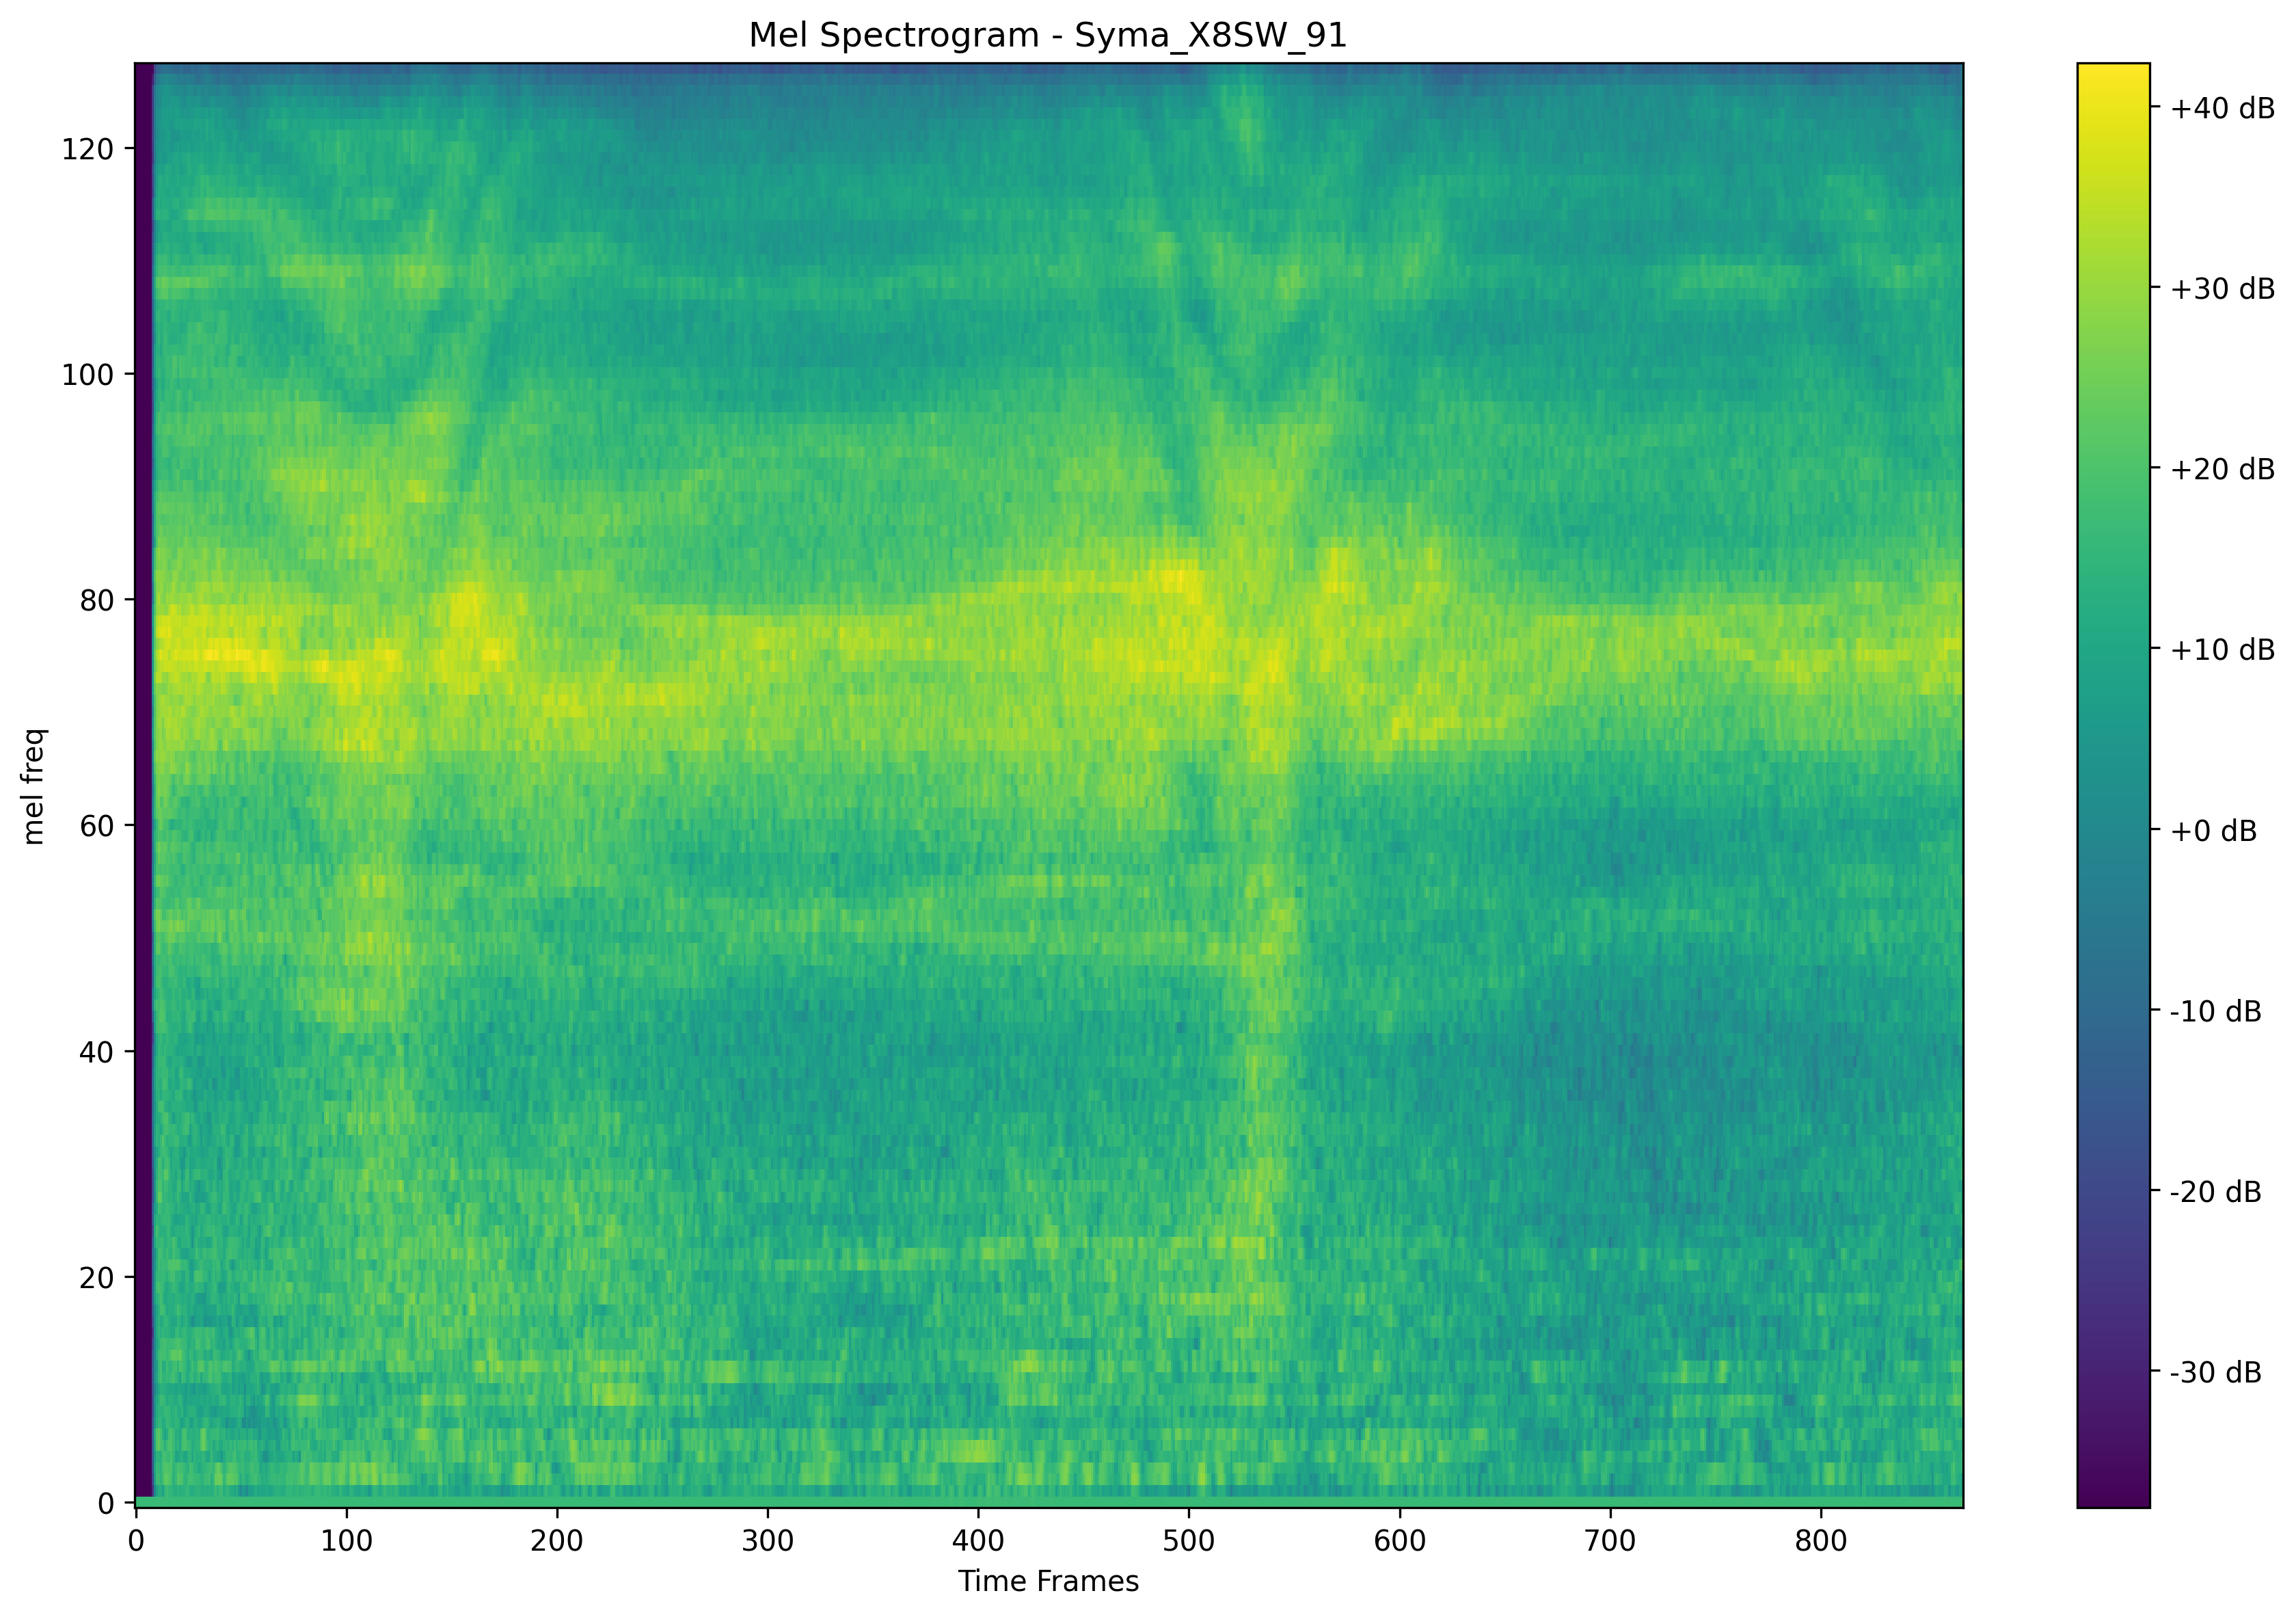 Mel Spectrogram - Syma_X8SW_91
mel freq
120
100
80
60
40
20
0
0 100 200 300 400 500 600 700 800
Time Frames
+40 dB
+30 dB
+20 dB
+10 dB
+0 dB
-10 dB
-20 dB
-30 dB